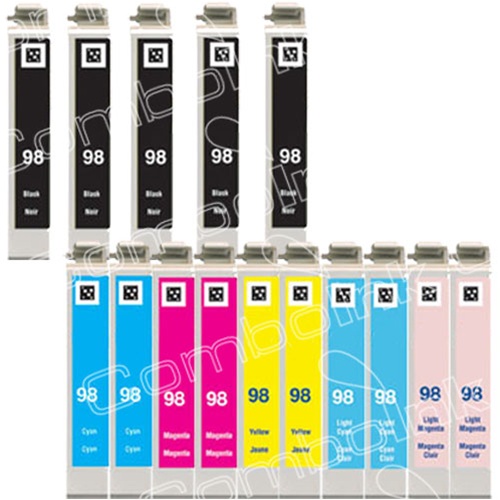 98 98 98 98 98
Black Black Black Black Black
Noir Noir Noir Noir Noir
98 98 98 98 98 98 98 98 98 98
Cyan Cyan Magenta Magenta Yellow Yellow Light Cyan Light Cyan Light Magenta Light Magenta
Cyan Cyan Magenta Magenta Jaune Jaune Cyan Clair Cyan Clair Magenta Clair Magenta Clair
ComboInk